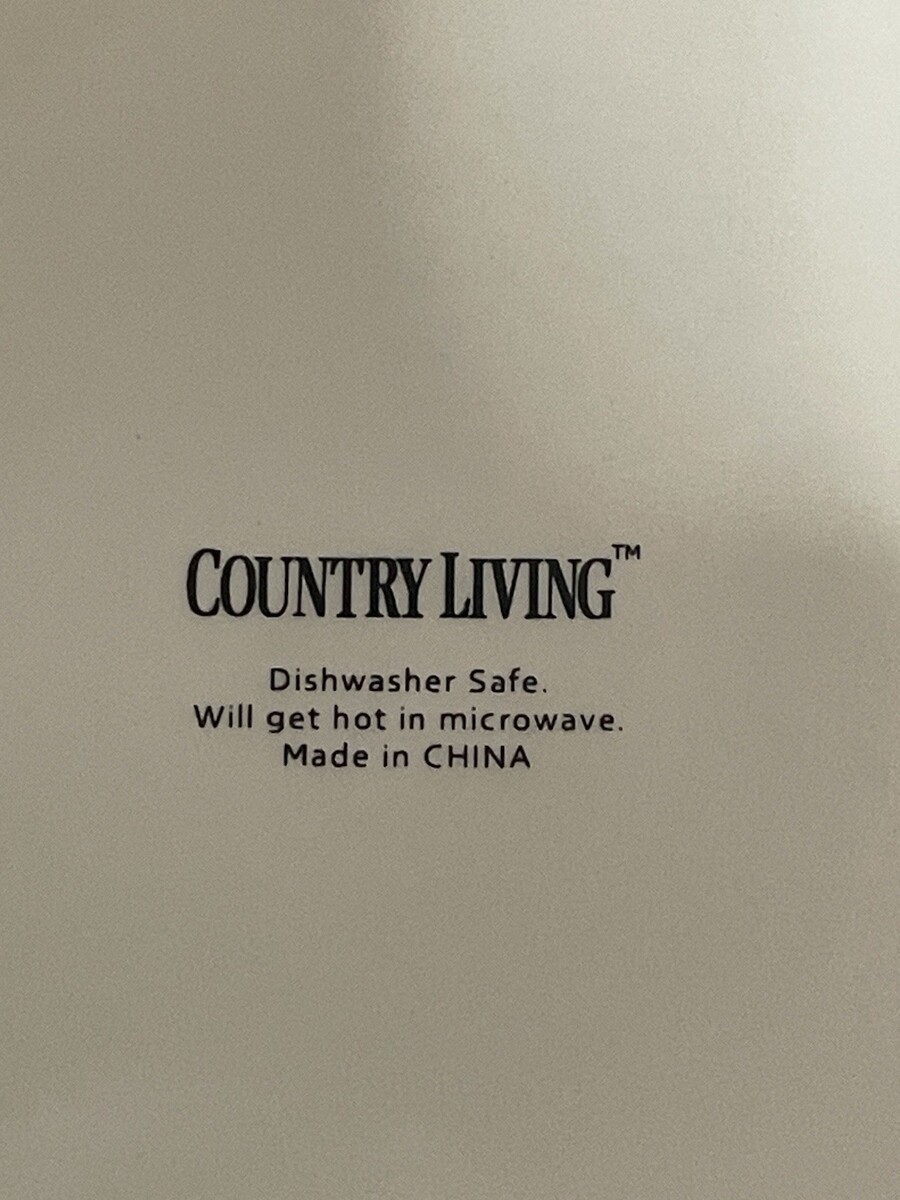 COUNTRY LIVING™
Dishwasher Safe.
Will get hot in microwave.
Made in CHINA